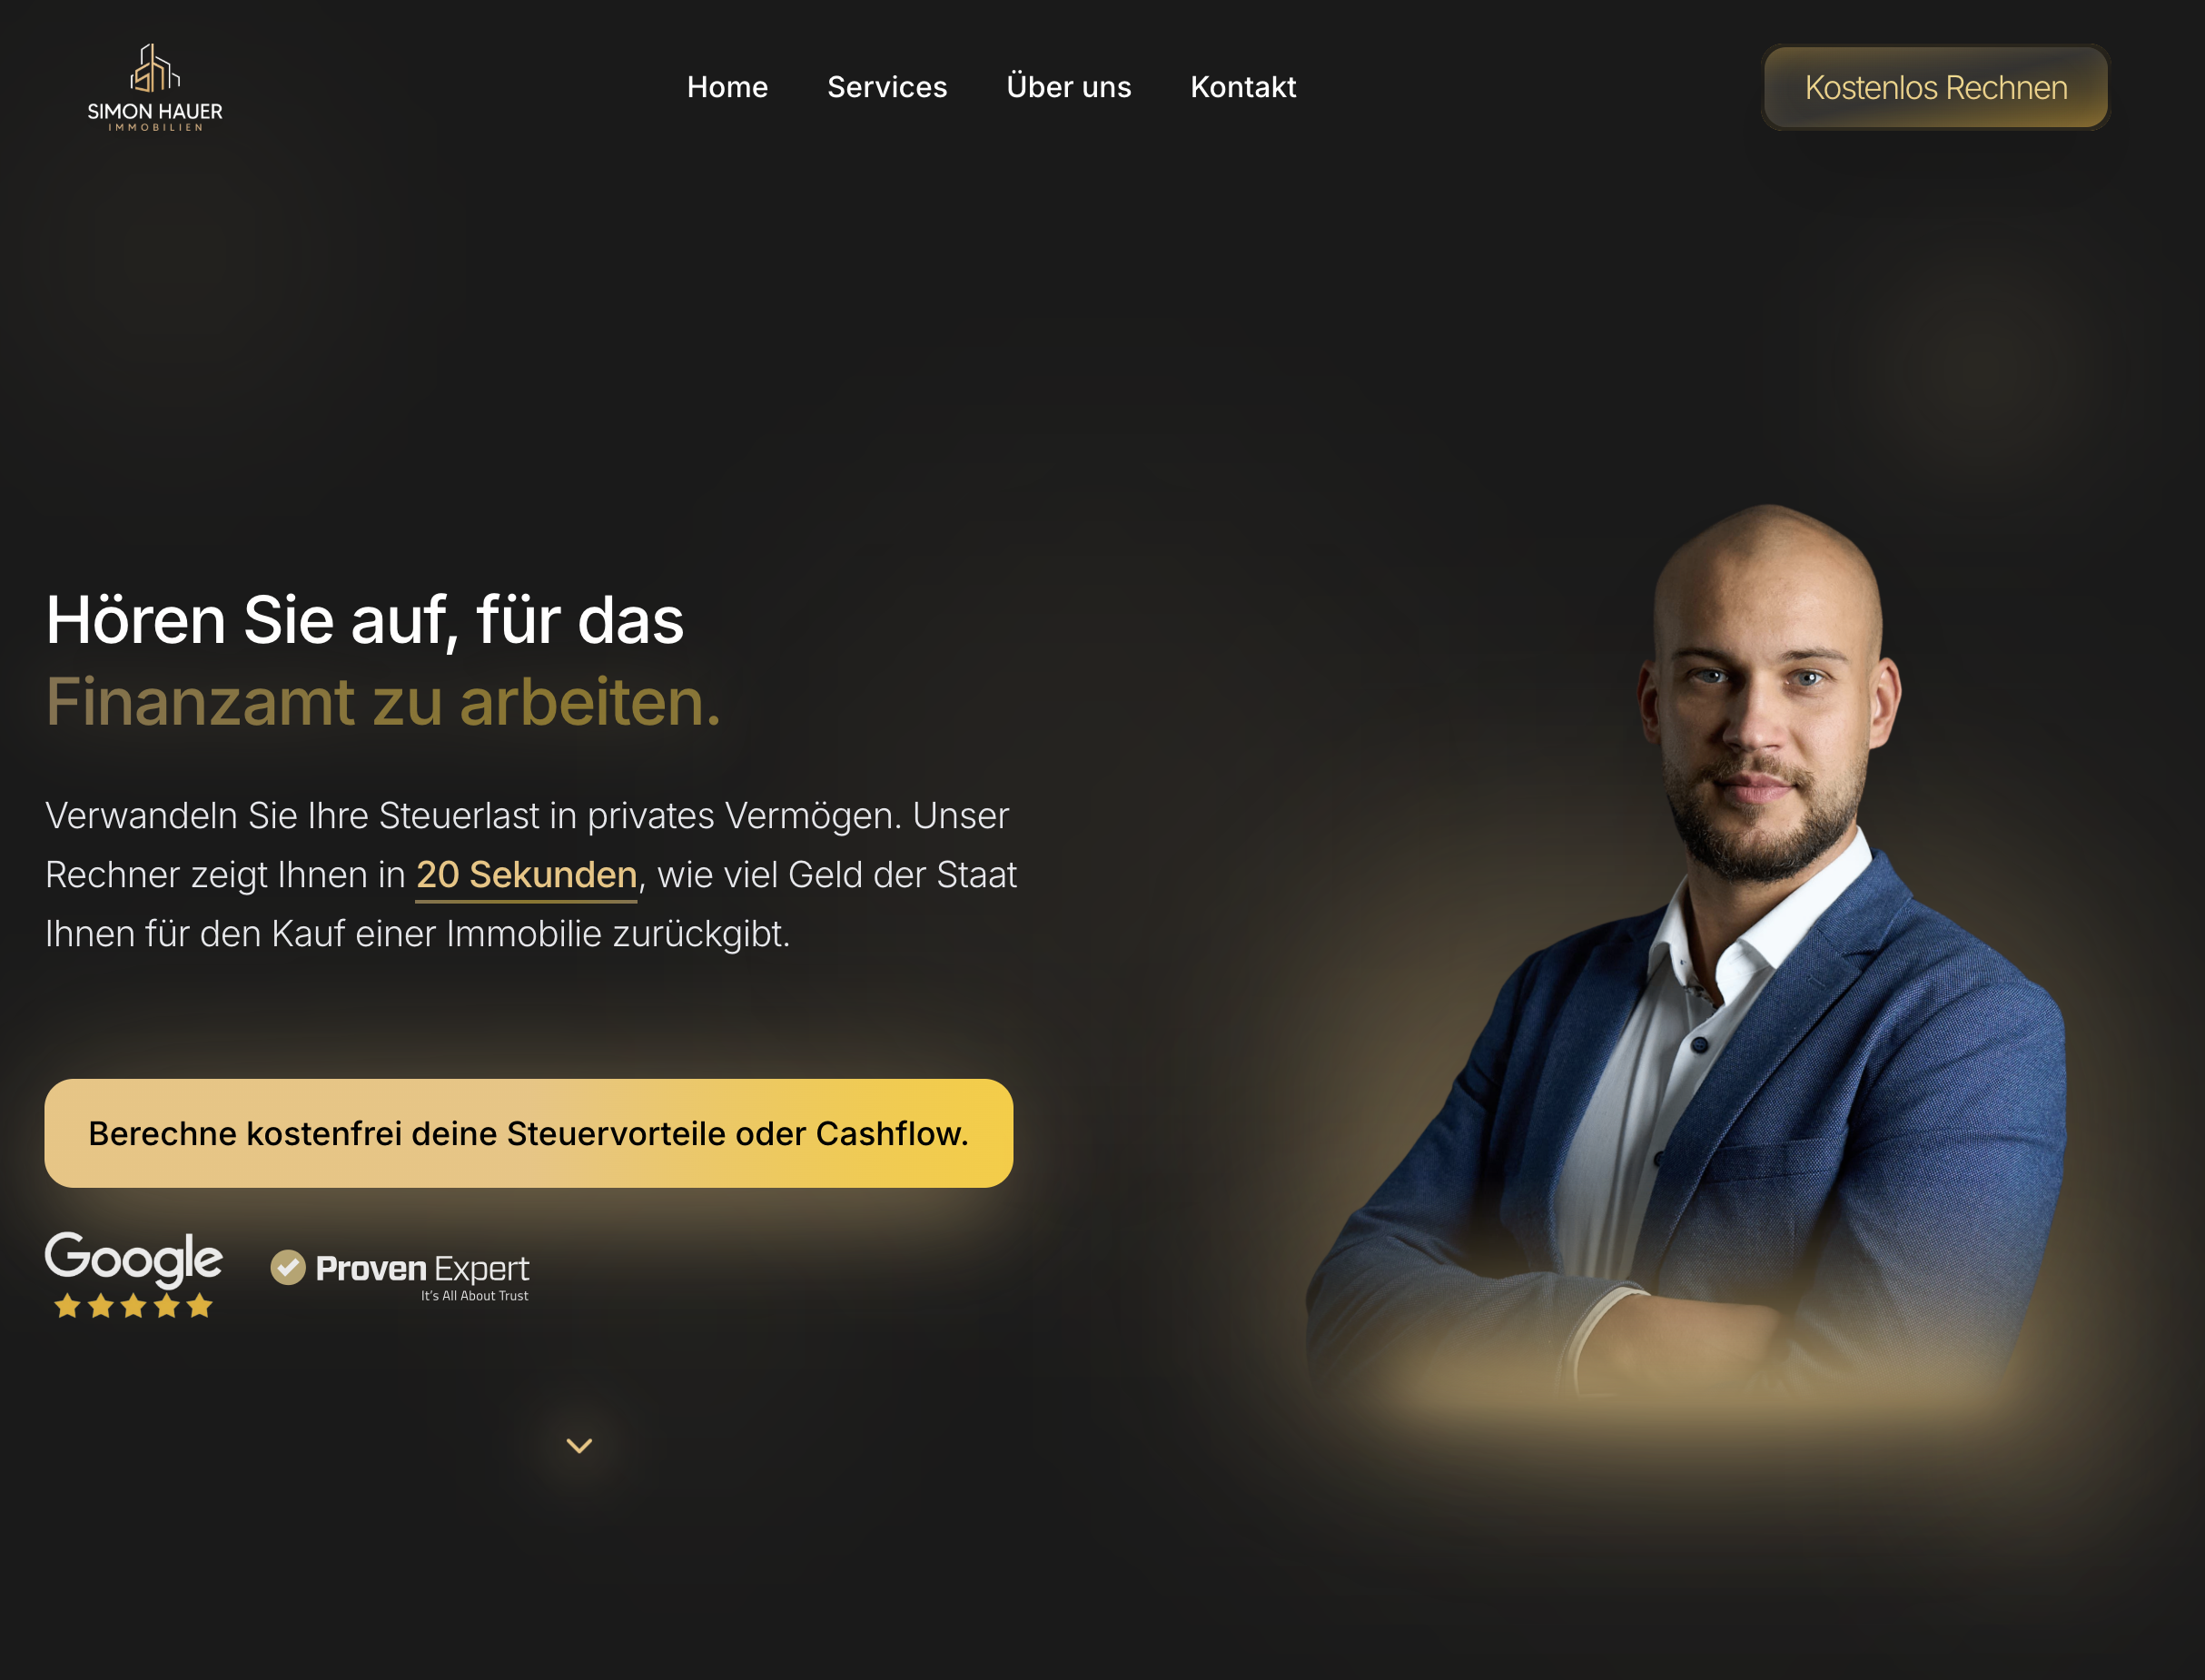 SIMON HAUER
IMMOBILIEN
Home
Services
Über uns
Kontakt
Kostenlos Rechnen
Hören Sie auf, für das
Finanzamt zu arbeiten.
Verwandeln Sie Ihre Steuerlast in privates Vermögen. Unser
Rechner zeigt Ihnen in 20 Sekunden, wie viel Geld der Staat
Ihnen für den Kauf einer Immobilie zurückgibt.
Berechne kostenfrei deine Steuervorteile oder Cashflow.
Google
Proven Expert
It's All About Trust